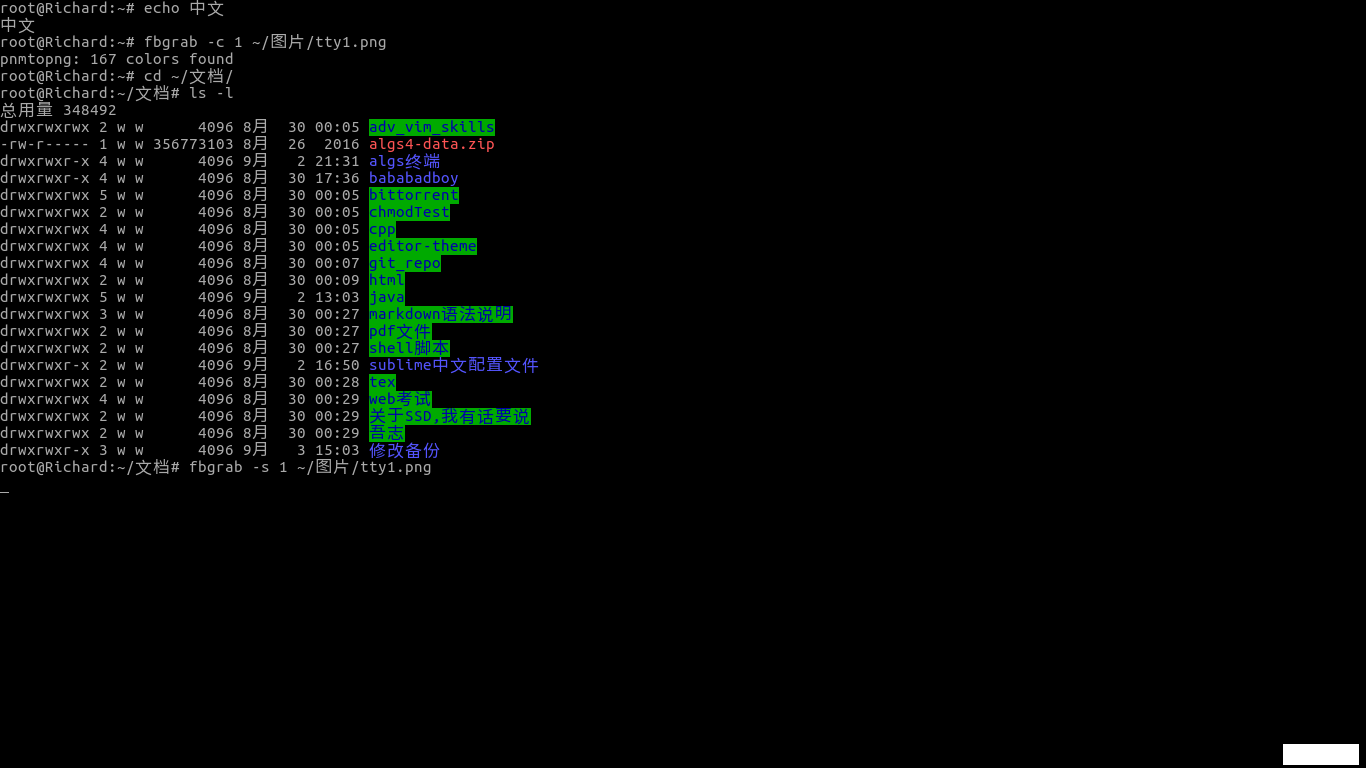 root@Richard:~# echo 中文
中文
root@Richard:~# fbgrab -c 1 ~/图片/tty1.png
pnmtopng: 167 colors found
root@Richard:~# cd ~/文档/
root@Richard:~/文档# ls -l
总用量 348492
drwxrwxrwx 2 w w      4096 8月  30 00:05 adv_vim_skills
-rw-r----- 1 w w 356773103 8月  26  2016 algs4-data.zip
drwxrwxr-x 4 w w      4096 9月   2 21:31 algs终端
drwxrwxr-x 4 w w      4096 8月  30 17:36 bababadboy
drwxrwxrwx 5 w w      4096 8月  30 00:05 bittorrent
drwxrwxrwx 2 w w      4096 8月  30 00:05 chmodTest
drwxrwxrwx 4 w w      4096 8月  30 00:05 cpp
drwxrwxrwx 4 w w      4096 8月  30 00:05 editor-theme
drwxrwxrwx 4 w w      4096 8月  30 00:07 git_repo
drwxrwxrwx 2 w w      4096 8月  30 00:09 html
drwxrwxrwx 5 w w      4096 9月   2 13:03 java
drwxrwxrwx 3 w w      4096 8月  30 00:27 markdown语法说明
drwxrwxrwx 2 w w      4096 8月  30 00:27 pdf文件
drwxrwxrwx 2 w w      4096 8月  30 00:27 shell脚本
drwxrwxr-x 2 w w      4096 9月   2 16:50 sublime中文配置文件
drwxrwxrwx 2 w w      4096 8月  30 00:28 tex
drwxrwxrwx 4 w w      4096 8月  30 00:29 web考试
drwxrwxrwx 2 w w      4096 8月  30 00:29 关于SSD,我有话要说
drwxrwxrwx 2 w w      4096 8月  30 00:29 吾志
drwxrwxr-x 3 w w      4096 9月   3 15:03 修改备份
root@Richard:~/文档# fbgrab -s 1 ~/图片/tty1.png
_